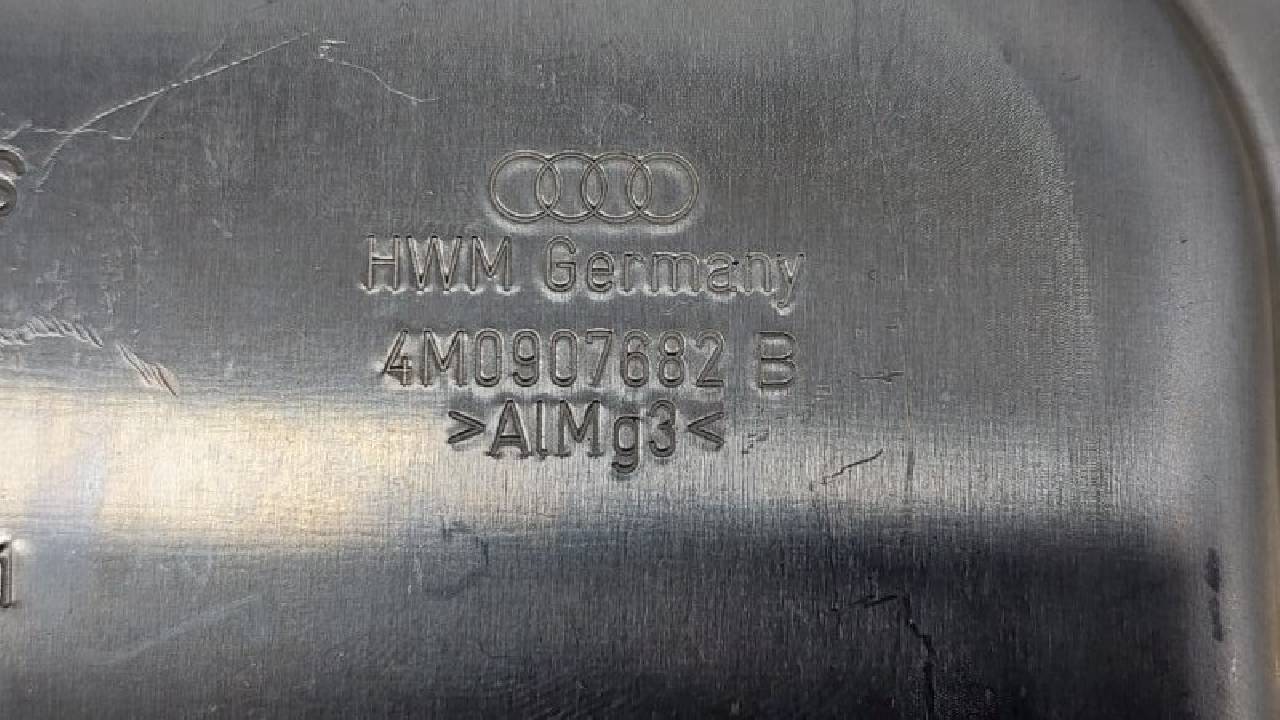 HWM Germany
4M0907682 B
>AlMg3<